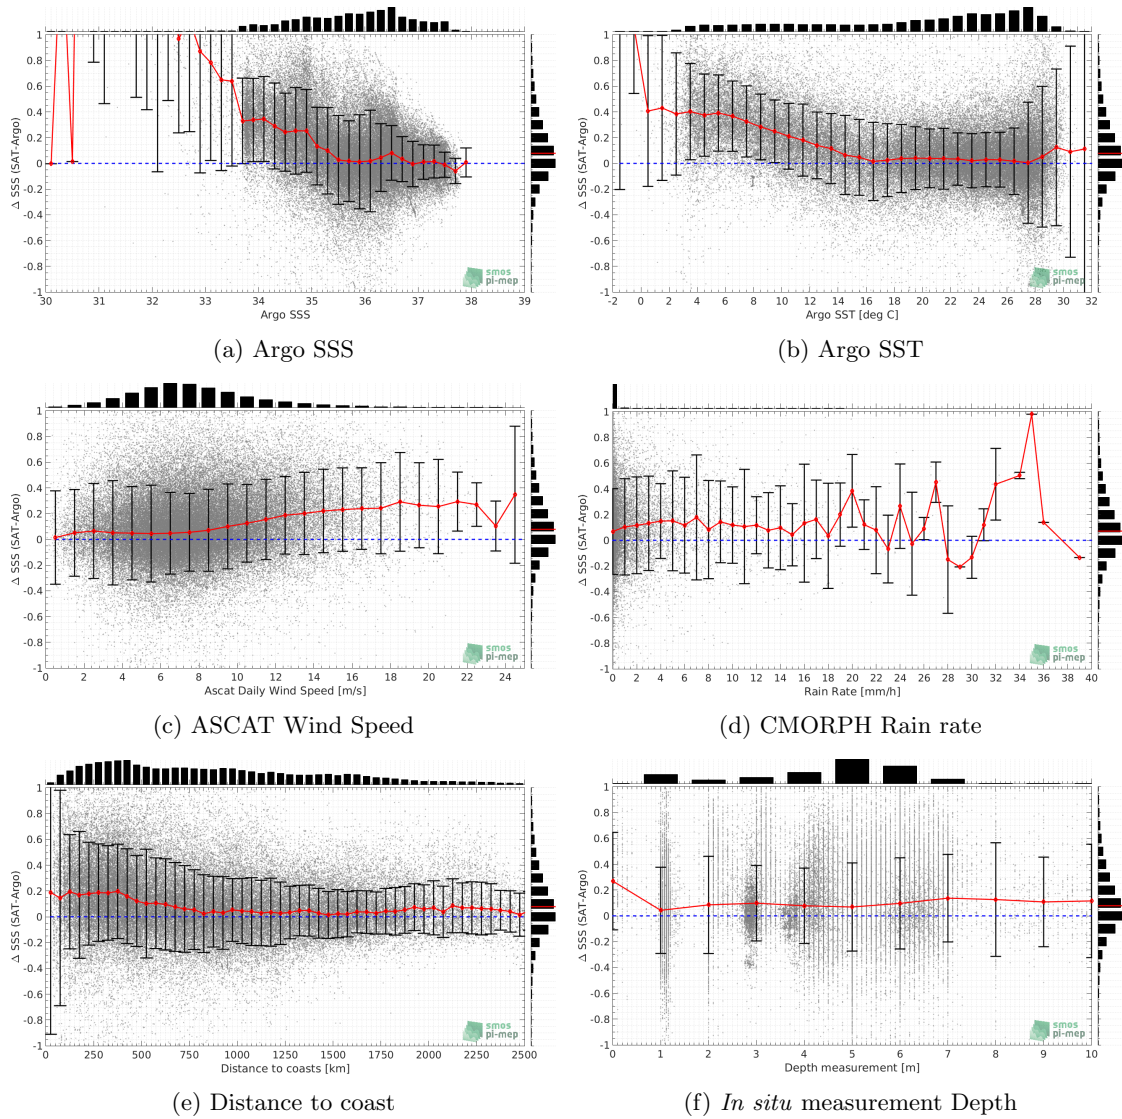 Δ SSS (SAT-Argo)
1
0.8
0.6
0.4
0.2
0
-0.2
-0.4
-0.6
-0.8
-1
30 31 32 33 34 35 36 37 38 39
Argo SSS
smos
pi-mep
(a) Argo SSS
Δ SSS (SAT-Argo)
1
0.8
0.6
0.4
0.2
0
-0.2
-0.4
-0.6
-0.8
-1
-2 0 2 4 6 8 10 12 14 16 18 20 22 24 26 28 30 32
Argo SST [deg C]
smos
pi-mep
(b) Argo SST
Δ SSS (SAT-Argo)
1
0.8
0.6
0.4
0.2
0
-0.2
-0.4
-0.6
-0.8
-1
0 2 4 6 8 10 12 14 16 18 20 22 24
Ascat Daily Wind Speed [m/s]
smos
pi-mep
(c) ASCAT Wind Speed
Δ SSS (SAT-Argo)
1
0.8
0.6
0.4
0.2
0
-0.2
-0.4
-0.6
-0.8
-1
0 2 4 6 8 10 12 14 16 18 20 22 24 26 28 30 32 34 36 38 40
Rain Rate [mm/h]
smos
pi-mep
(d) CMORPH Rain rate
Δ SSS (SAT-Argo)
1
0.8
0.6
0.4
0.2
0
-0.2
-0.4
-0.6
-0.8
-1
0 250 500 750 1000 1250 1500 1750 2000 2250 2500
Distance to coasts [km]
smos
pi-mep
(e) Distance to coast
Δ SSS (SAT-Argo)
1
0.8
0.6
0.4
0.2
0
-0.2
-0.4
-0.6
-0.8
-1
0 1 2 3 4 5 6 7 8 9 10
Depth measurement [m]
smos
pi-mep
(f) In situ measurement Depth